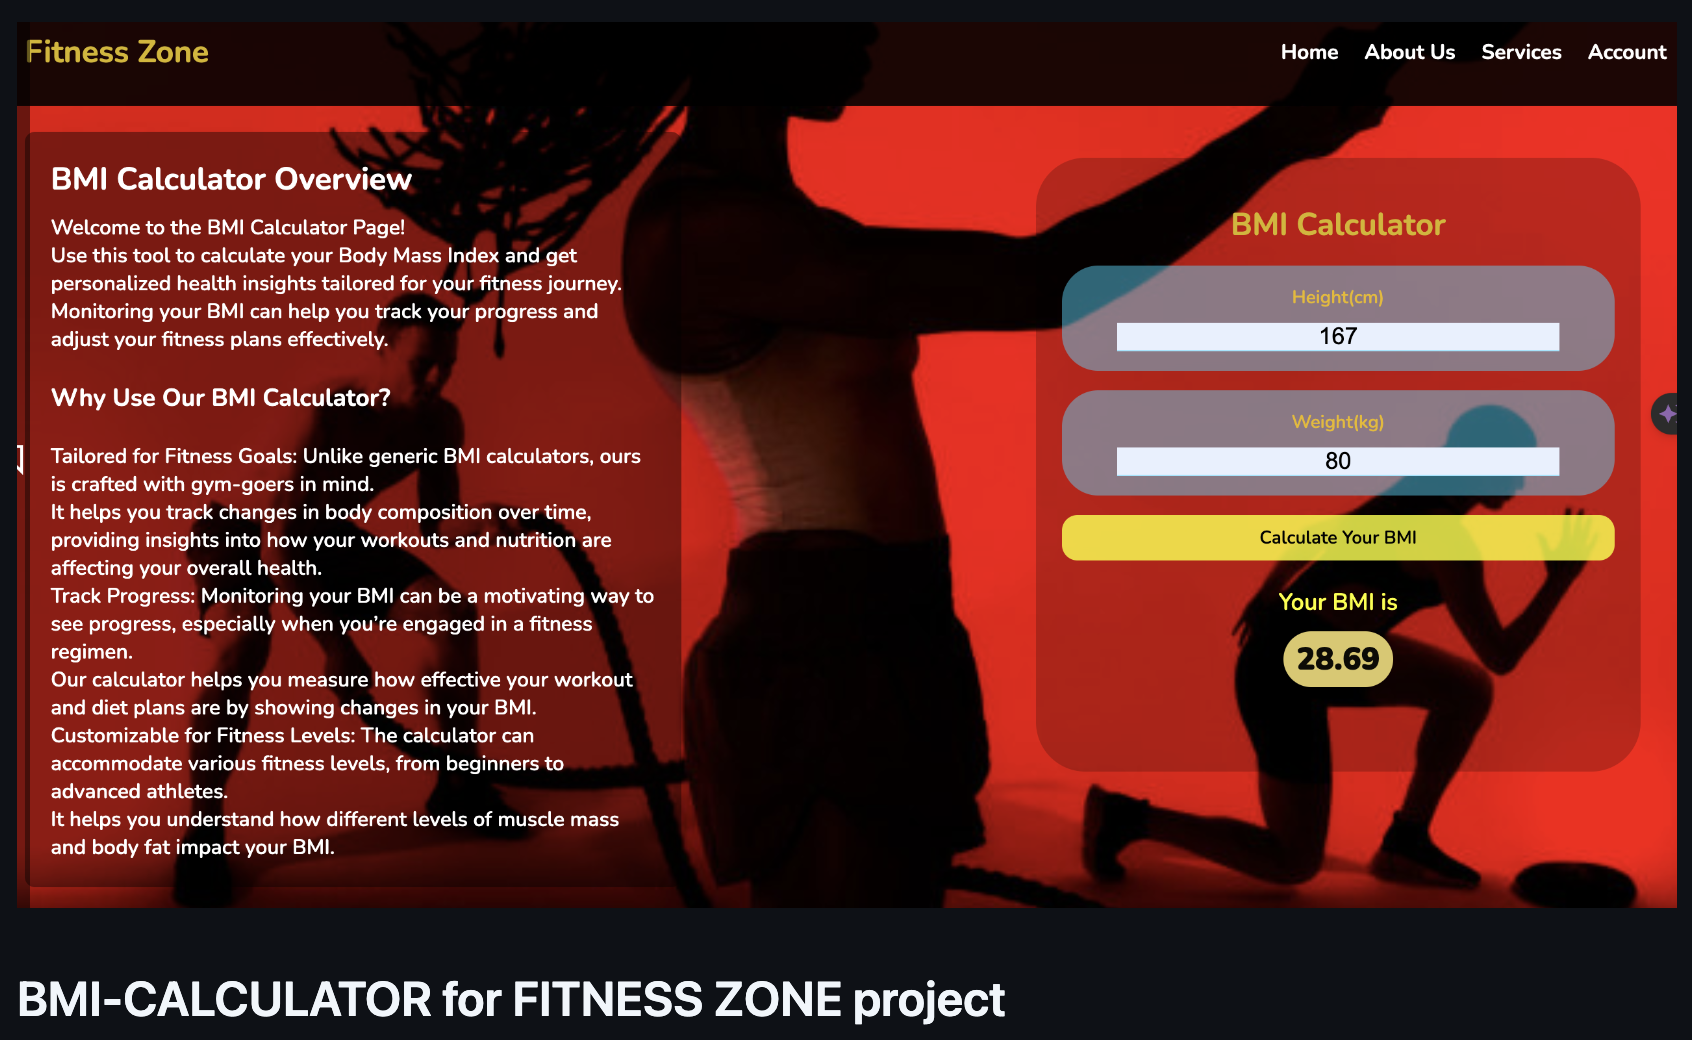 Fitness Zone
Home About Us Services Account
BMI Calculator Overview
Welcome to the BMI Calculator Page!
Use this tool to calculate your Body Mass Index and get
personalized health insights tailored for your fitness journey.
Monitoring your BMI can help you track your progress and
adjust your fitness plans effectively.
Why Use Our BMI Calculator?
Tailored for Fitness Goals: Unlike generic BMI calculators, ours
is crafted with gym-goers in mind.
It helps you track changes in body composition over time,
providing insights into how your workouts and nutrition are
affecting your overall health.
Track Progress: Monitoring your BMI can be a motivating way to
see progress, especially when you’re engaged in a fitness
regimen.
Our calculator helps you measure how effective your workout
and diet plans are by showing changes in your BMI.
Customizable for Fitness Levels: The calculator can
accommodate various fitness levels, from beginners to
advanced athletes.
It helps you understand how different levels of muscle mass
and body fat impact your BMI.
BMI Calculator
Height(cm)
167
Weight(kg)
80
Calculate Your BMI
Your BMI is
28.69
BMI-CALCULATOR for FITNESS ZONE project